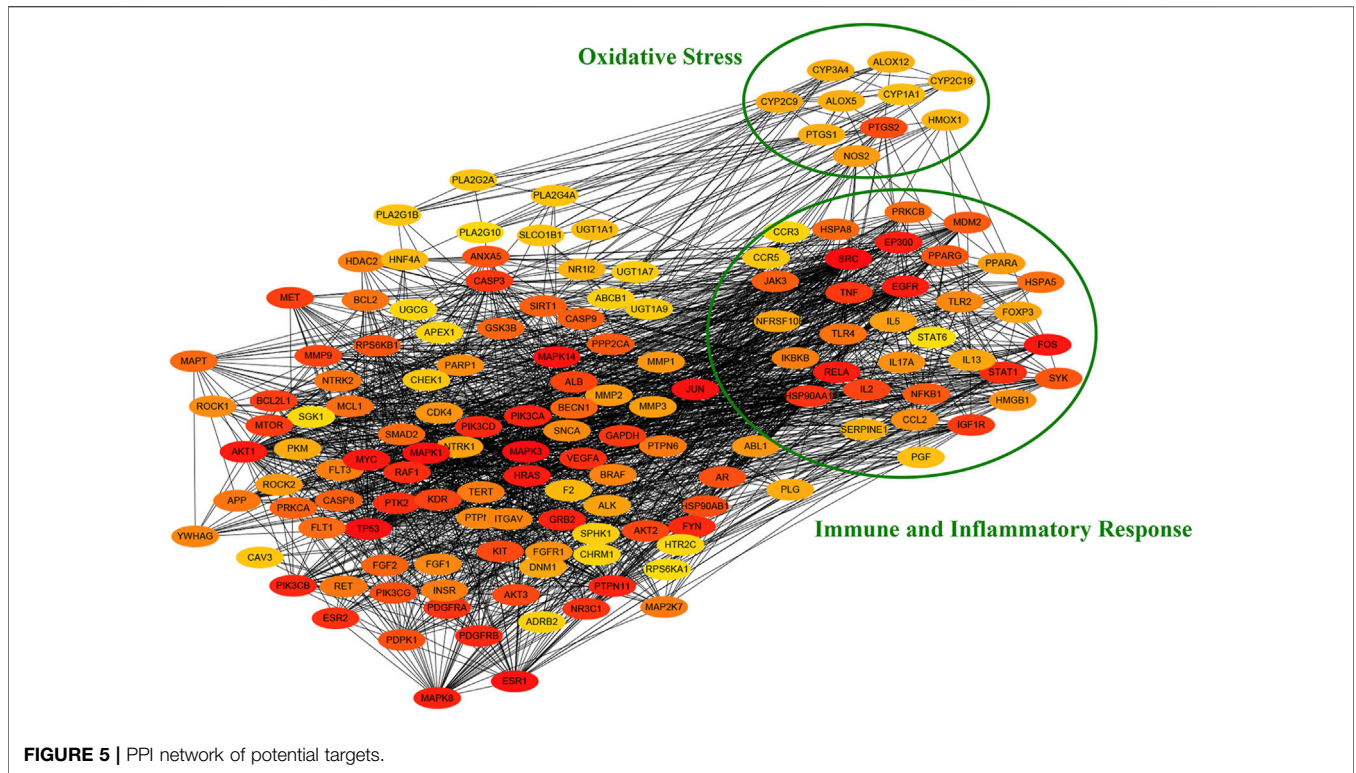 Oxidative Stress
CYP3A4
ALOX12
CYP2C19
CYP2C9
ALOX5
CYP1A1
PTGS1
PTGS2
HMOX1
NOS2
PLA2G2A
PLA2G4A
PLA2G1B
PLA2G10
SLCO1B1
UGT1A1
HDAC2
HNF4A
ANXA5
NR1I2
UGT1A7
CASP3
MET
BCL2
UGCG
SIRT1
ABCB1
UGT1A9
APEX1
GSK3B
CASP9
RPS6KB1
PPP2CA
MAPT
MMP9
MAPK14
MMP1
PARP1
NTRK2
CHEK1
ALB
JUN
ROCK1
BCL2L1
MCL1
MMP2
MMP3
SGK1
CDK4
BECN1
PIK3CA
MTOR
SMAD2
PIK3CD
SNCA
GAPDH
PTPN6
ABL1
AKT1
PKM
MYC
MAPK1
NTRK1
MAPK3
VEGFA
FLT3
RAF1
HRAS
BRAF
ROCK2
AR
APP
PRKCA
CASP8
PTK2
KDR
TERT
F2
ALK
HSP90AB1
PLG
YWHAG
FLT1
TP53
ITGAV
GRB2
SPHK1
AKT2
FYN
CAV3
CHRM1
HTR2C
KIT
FGFR1
DNM1
RPS6KA1
FGF2
FGF1
PIK3CB
RET
PIK3CG
INSR
PTPN11
AKT3
PDGFRA
NR3C1
MAP2K7
ESR2
ADRB2
PDPK1
PDGFRB
ESR1
MAPK8
PRKCB
MDM2
CCR3
HSPA8
EP300
CCR5
SRC
PPARG
PPARA
JAK3
TNF
EGFR
HSPA5
TLR2
FOXP3
IL5
TLR4
STAT6
FOS
IKBKB
IL17A
IL13
RELA
STAT1
SYK
HSP90AA1
IL2
NFKB1
HMGB1
SERPINE1
CCL2
IGF1R
PGF
Immune and Inflammatory Response
FIGURE 5 | PPI network of potential targets.